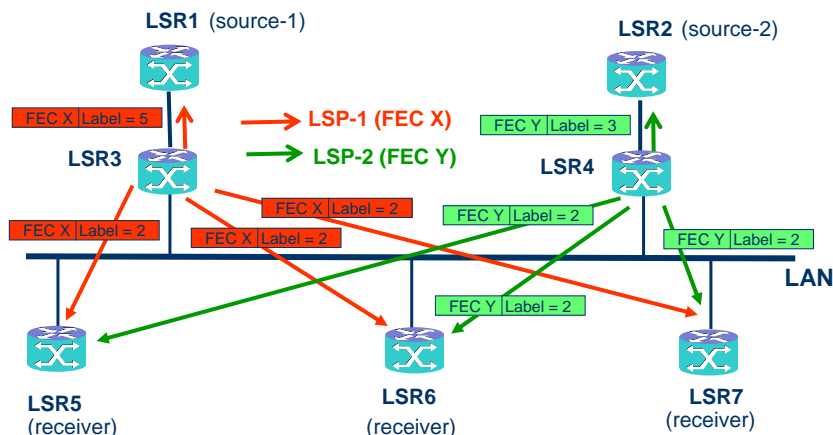 LSR1 (source-1)
LSR2 (source-2)
FEC X Label = 5
LSP-1 (FEC X)
FEC Y Label = 3
LSR3
LSP-2 (FEC Y)
LSR4
FEC X Label = 2
FEC X Label = 2
FEC X Label = 2
FEC Y Label = 2
FEC Y Label = 2
LAN
FEC Y Label = 2
LSR5
(receiver)
LSR6
(receiver)
LSR7
(receiver)